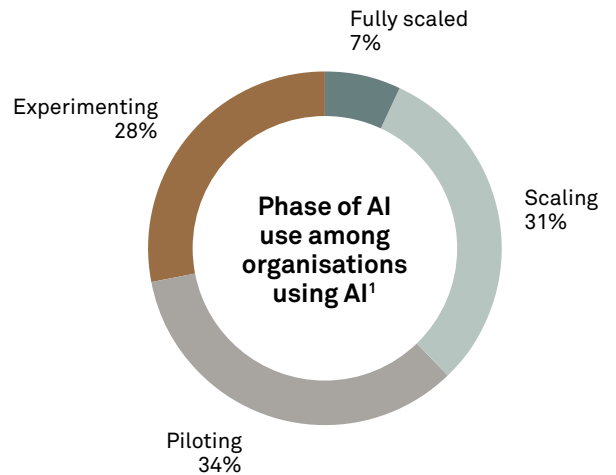 Fully scaled
7%
Experimenting
28%
Phase of AI
use among
organisations
using AI¹
Scaling
31%
Piloting
34%